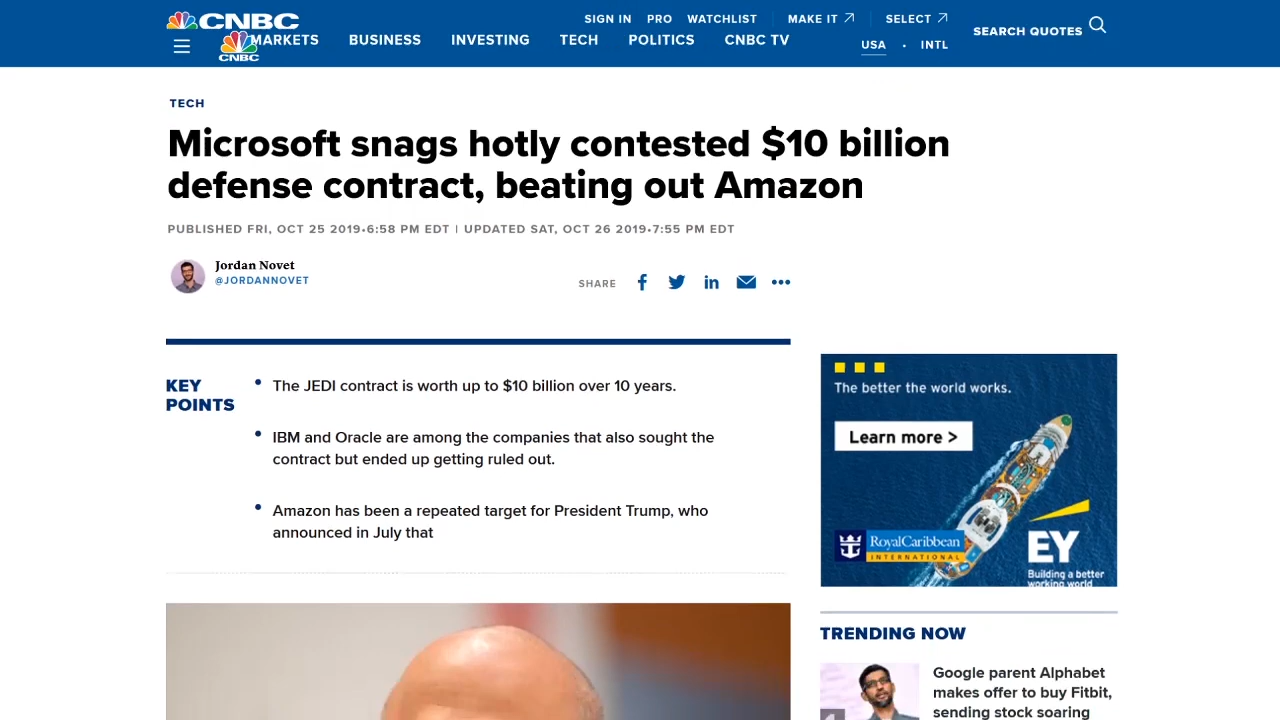 CNBC
SIGN IN PRO WATCHLIST MAKE IT SELECT
SEARCH QUOTES
MARKETS BUSINESS INVESTING TECH POLITICS CNBC TV
USA • INTL
CNBC
TECH
Microsoft snags hotly contested $10 billion
defense contract, beating out Amazon
PUBLISHED FRI, OCT 25 2019•6:58 PM EDT | UPDATED SAT, OCT 26 2019•7:55 PM EDT
Jordan Novet
@JORDANNOVET
SHARE
KEY
POINTS
• The JEDI contract is worth up to $10 billion over 10 years.
• IBM and Oracle are among the companies that also sought the
contract but ended up getting ruled out.
• Amazon has been a repeated target for President Trump, who
announced in July that
The better the world works.
Learn more >
RoyalCaribbean
INTERNATIONAL
EY
Building a better
working world
TRENDING NOW
1
Google parent Alphabet
makes offer to buy Fitbit,
sending stock soaring